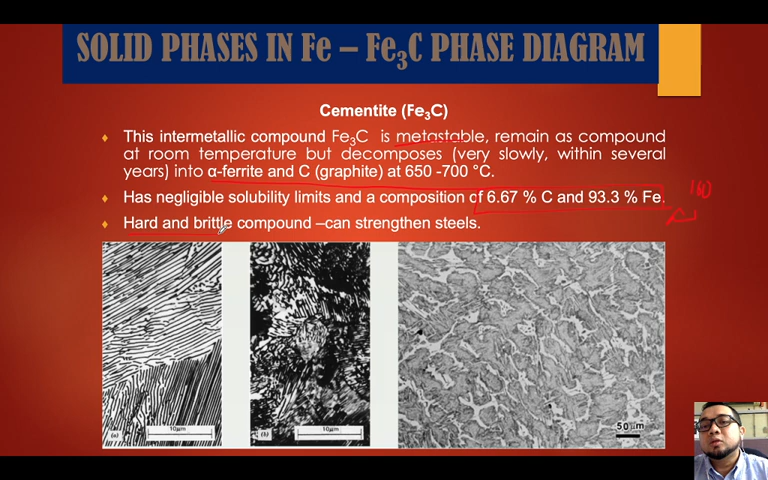 SOLID PHASES IN Fe – Fe₃C PHASE DIAGRAM
Cementite (Fe₃C)
♦ This intermetallic compound Fe₃C is metastable, remain as compound
at room temperature but decomposes (very slowly, within several
years) into α-ferrite and C (graphite) at 650 -700 °C.
♦ Has negligible solubility limits and a composition of 6.67 % C and 93.3 % Fe.
♦ Hard and brittle compound –can strengthen steels.
(a) 10μm
(b) 10μm
50 μm